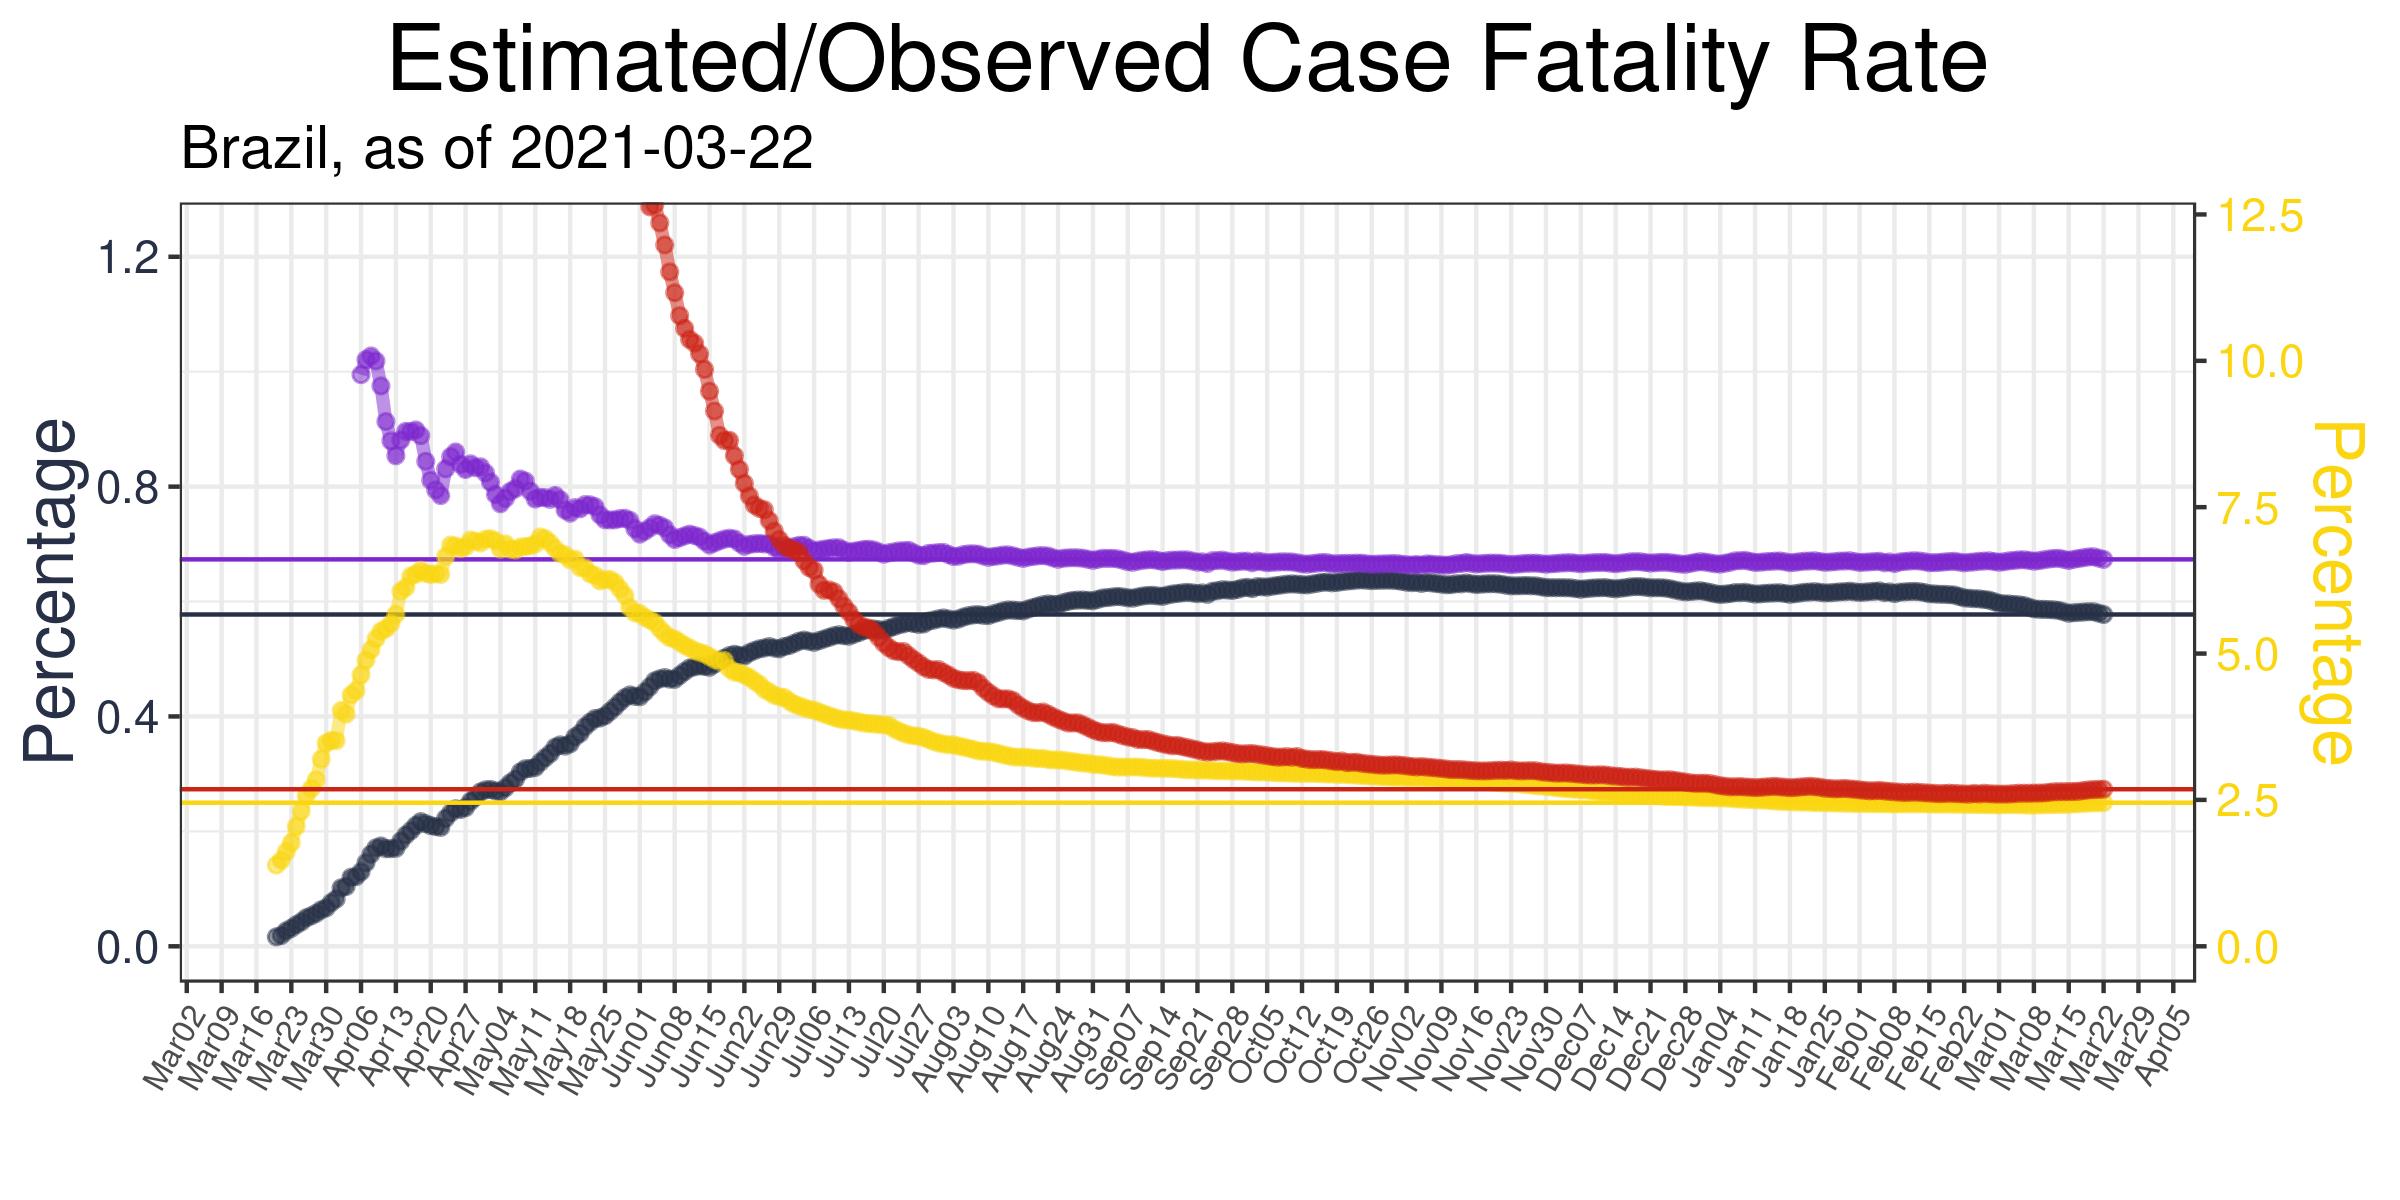 Estimated/Observed Case Fatality Rate
Brazil, as of 2021-03-22
Percentage
1.2
0.8
0.4
0.0
12.5
10.0
7.5
5.0
2.5
0.0
Percentage
Mar02
Mar09
Mar16
Mar23
Mar30
Apr06
Apr13
Apr20
Apr27
May04
May11
May18
May25
Jun01
Jun08
Jun15
Jun22
Jun29
Jul06
Jul13
Jul20
Jul27
Aug03
Aug10
Aug17
Aug24
Aug31
Sep07
Sep14
Sep21
Sep28
Oct05
Oct12
Oct19
Oct26
Nov02
Nov09
Nov16
Nov23
Nov30
Dec07
Dec14
Dec21
Dec28
Jan04
Jan11
Jan18
Jan25
Feb01
Feb08
Feb15
Feb22
Mar01
Mar08
Mar15
Mar22
Mar29
Apr05